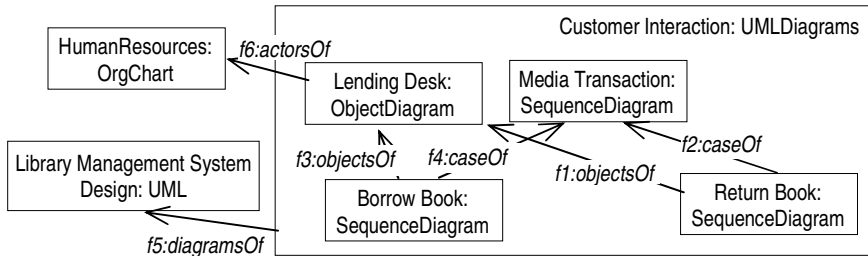 Customer Interaction: UMLDiagrams
HumanResources:
OrgChart
f6:actorsOf
Lending Desk:
ObjectDiagram
Media Transaction:
SequenceDiagram
f3:objectsOf
f4:caseOf
f1:objectsOf
f2:caseOf
Library Management System
Design: UML
Borrow Book:
SequenceDiagram
Return Book:
SequenceDiagram
f5:diagramsOf